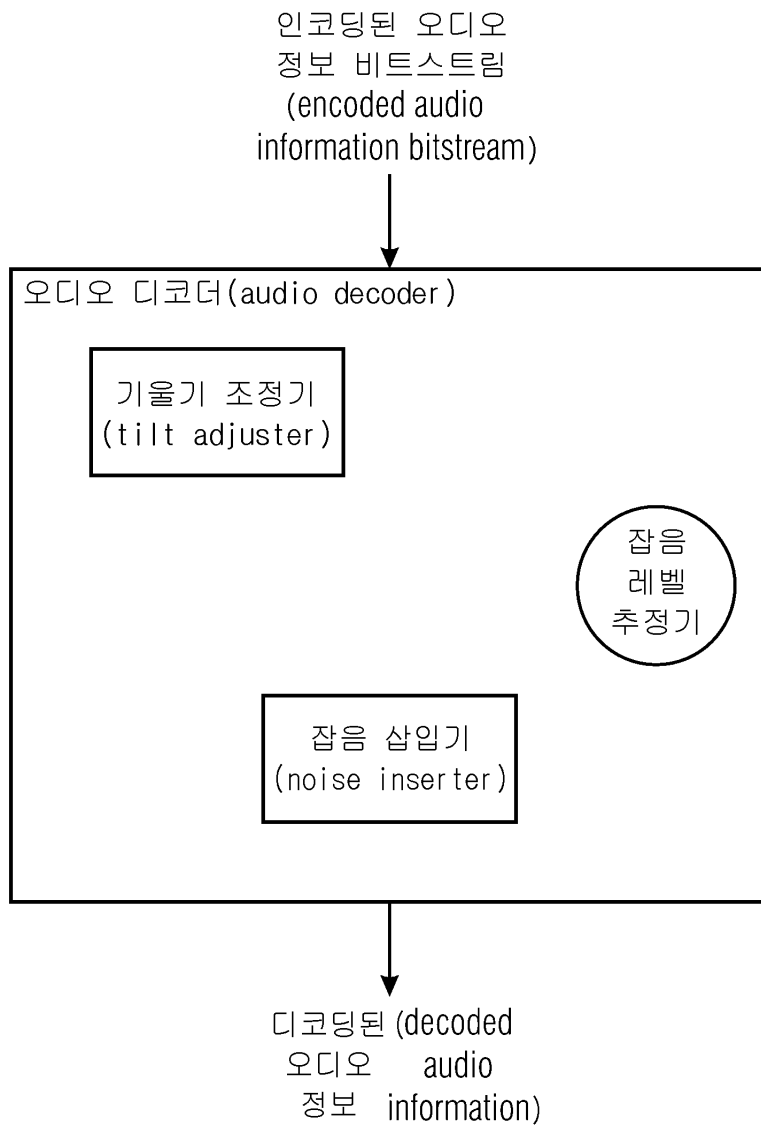 인코딩된 오디오
정보 비트스트림
(encoded audio
information bitstream)
오디오 디코더(audio decoder)
기울기 조정기
(tilt adjuster)
잡음
레벨
추정기
잡음 삽입기
(noise inserter)
디코딩된 (decoded
오디오 audio
정보 information)